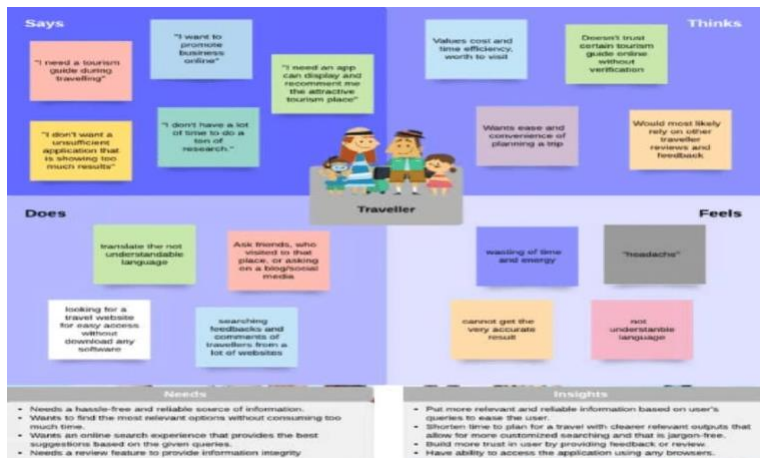 Says
"I need a tourism
guide during
travelling"
"I want to
promote
business
online"
"I need an app
can display and
recomment me
the attractive
tourism place"
"I don't want a
unsufficient
application that
is showing too
much results"
"I don't have a lot
of time to do a
ton of
research."
Thinks
Values cost and
time efficiency,
worth to visit
Doesn't trust
certain tourism
guide online
without
verification
Wants ease and
convenience of
planning a trip
Would most likely
rely on other
traveller
reviews and
feedback
Traveller
Does
translate the not
understandable
language
Ask friends, who
visited to that
place, or asking
on a blog/social
media
looking for a
travel website
for easy access
without
download any
software
searching
feedbacks and
comments of
travellers from a
lot of websites
Feels
wasting of time
and energy
"headache"
cannot get the
very accurate
result
not
understantble
language
Needs
• Needs a hassle-free and reliable source of information.
• Wants to find the most relevant options without consuming too
much time.
• Wants an online search experience that provides the best
suggestions based on the given queries.
• Needs a review feature to provide information integrity
Insights
• Put more relevant and reliable information based on user's
queries to ease the user.
• Shorten time to plan for a travel with clearer relevant outputs that
allow for more customized searching and that is jargon-free.
• Build more trust in user by providing feedback or review.
• Have ability to access the application using any browsers.